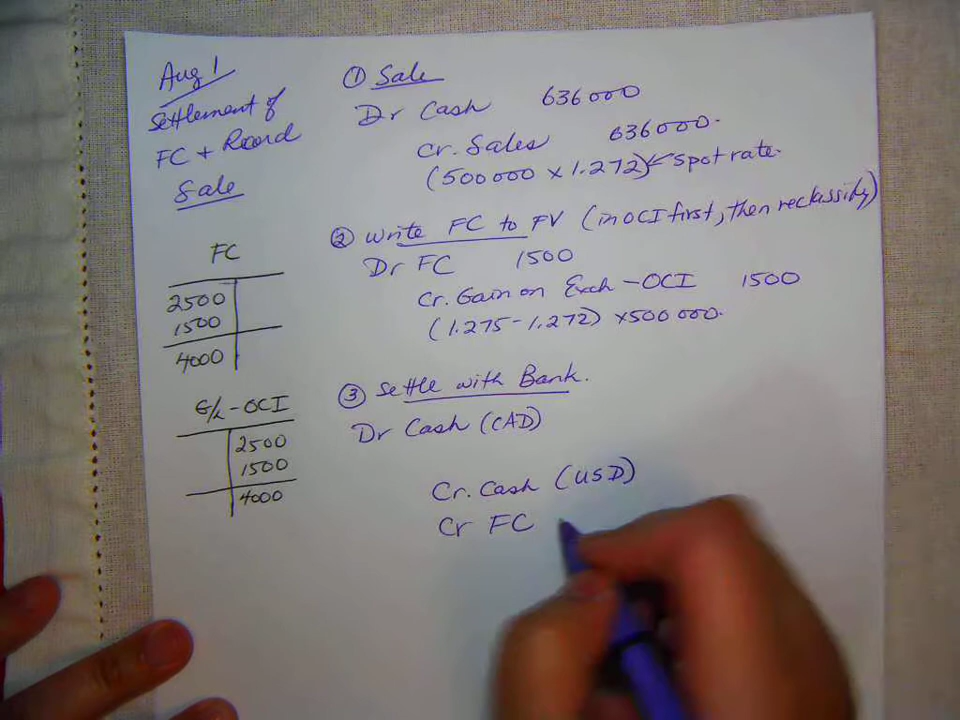 Aug 1
Settlement of
FC + Record
Sale
FC
2500
1500
4000
G/L - OCI
2500
1500
4000
① Sale
Dr Cash 636000
Cr. Sales 636000.
(500000 x 1.272) ← spot rate.
② Write FC to FV (in OCI first, then reclassify)
Dr FC 1500
Cr. Gain on Exch - OCI 1500
(1.275 - 1.272) x 500000.
③ Settle with Bank.
Dr Cash (CAD)
Cr. Cash (USD)
Cr FC